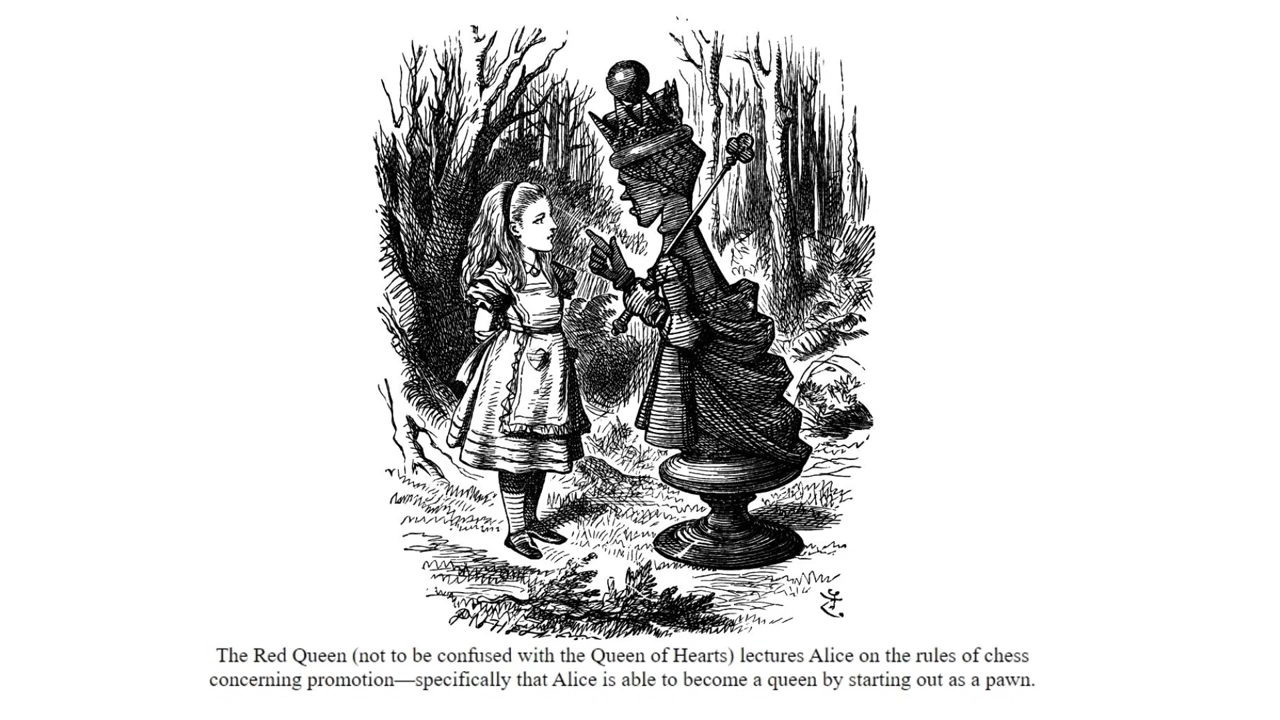 The Red Queen (not to be confused with the Queen of Hearts) lectures Alice on the rules of chess
concerning promotion—specifically that Alice is able to become a queen by starting out as a pawn.